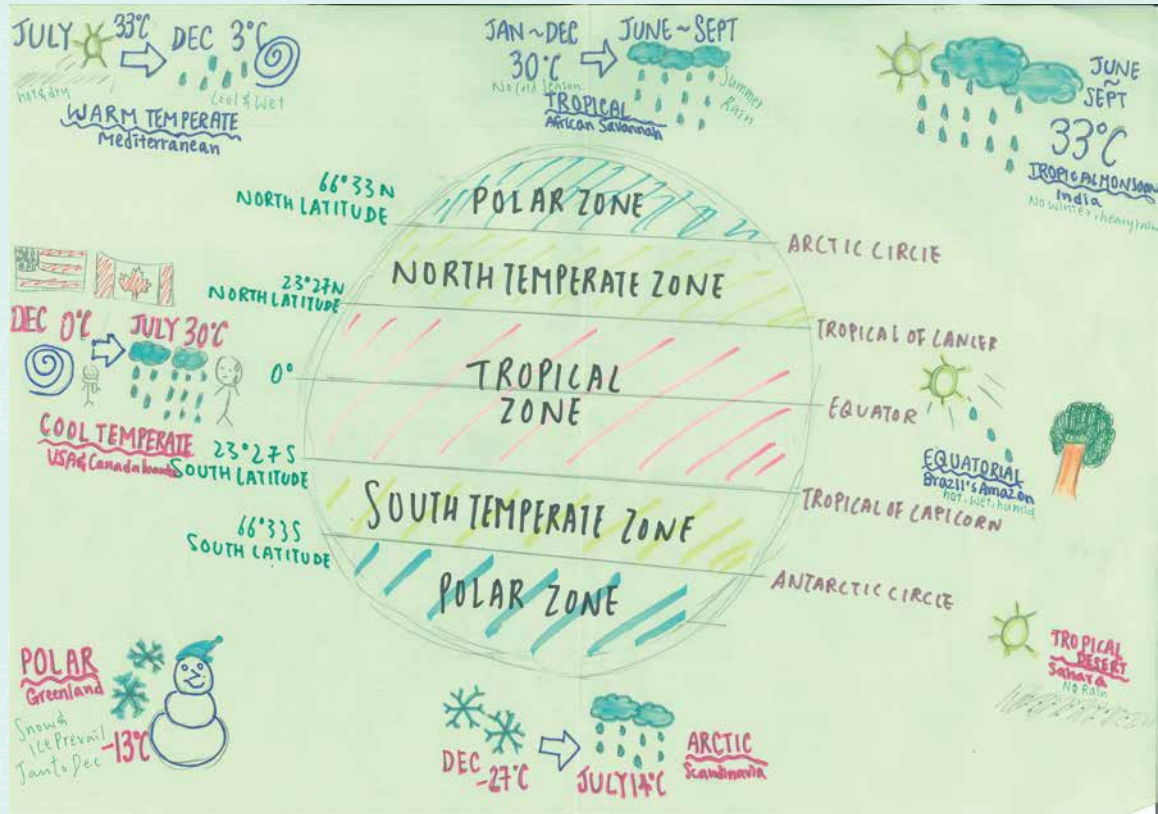 JULY 33°C DEC 3°C
hot & dry
Cool & Wet
WARM TEMPERATE
Mediterranean
JAN~DEC
30°C
No Cold Season
JUNE~SEPT
Summer
Rain
TROPICAL
African Savannah
JUNE
~
SEPT
33°C
TROPICAL MONSOON
India
66°33N
NORTH LATITUDE
POLAR ZONE
ARCTIC CIRCLE
NORTH TEMPERATE ZONE
23°27N
NORTH LATITUDE
TROPICAL OF CANCER
DEC 0°C JULY 30°C
COOL TEMPERATE
USA & Canada
0°
TROPICAL
ZONE
EQUATOR
EQUATORIAL
Brazil's Amazon
hot, wet, humid
23°27S
SOUTH LATITUDE
TROPICAL OF CAPICORN
SOUTH TEMPERATE ZONE
66°33S
SOUTH LATITUDE
ANTARCTIC CIRCLE
POLAR ZONE
TROPICAL
DESERT
Sahara
NO Rain
POLAR
Greenland
Snow &
ICE Prevail
Jan to Dec
-13°C
DEC
-27°C
JULY 14°C
ARCTIC
Scandinavia